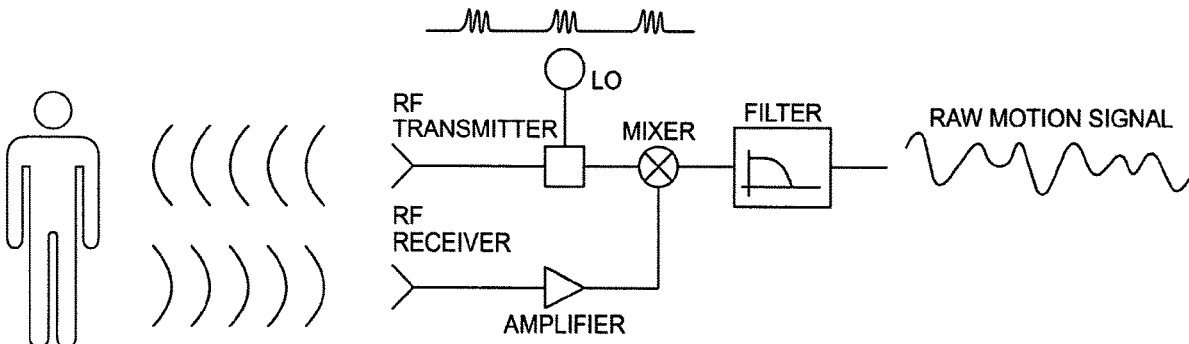 LO
RF
TRANSMITTER
MIXER
FILTER
RAW MOTION SIGNAL
RF
RECEIVER
AMPLIFIER